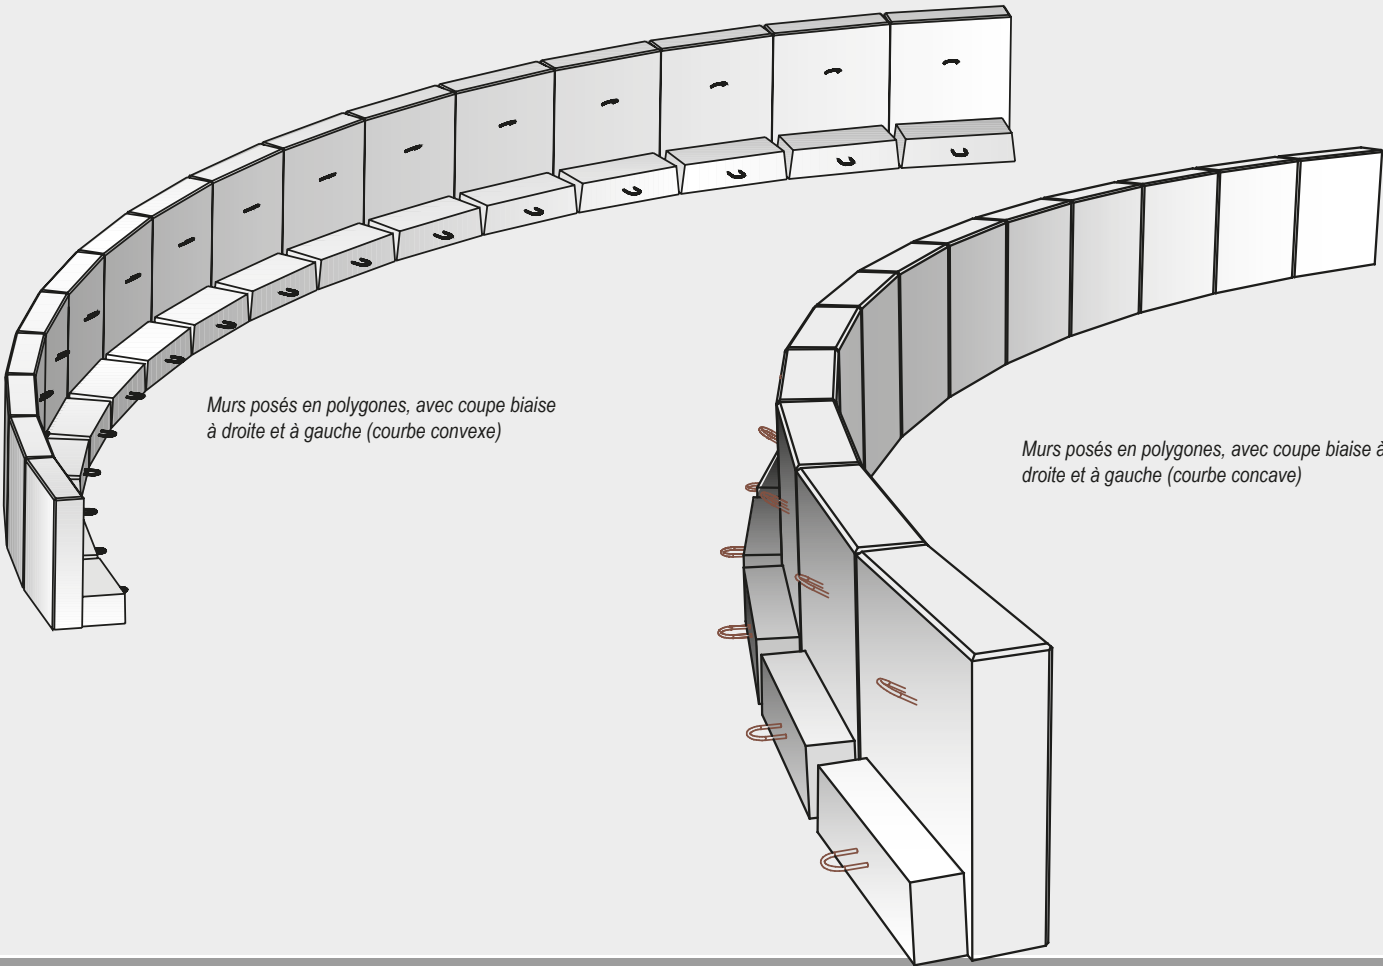 Murs posés en polygones, avec coupe biaise
à droite et à gauche (courbe convexe)
Murs posés en polygones, avec coupe biaise à
droite et à gauche (courbe concave)